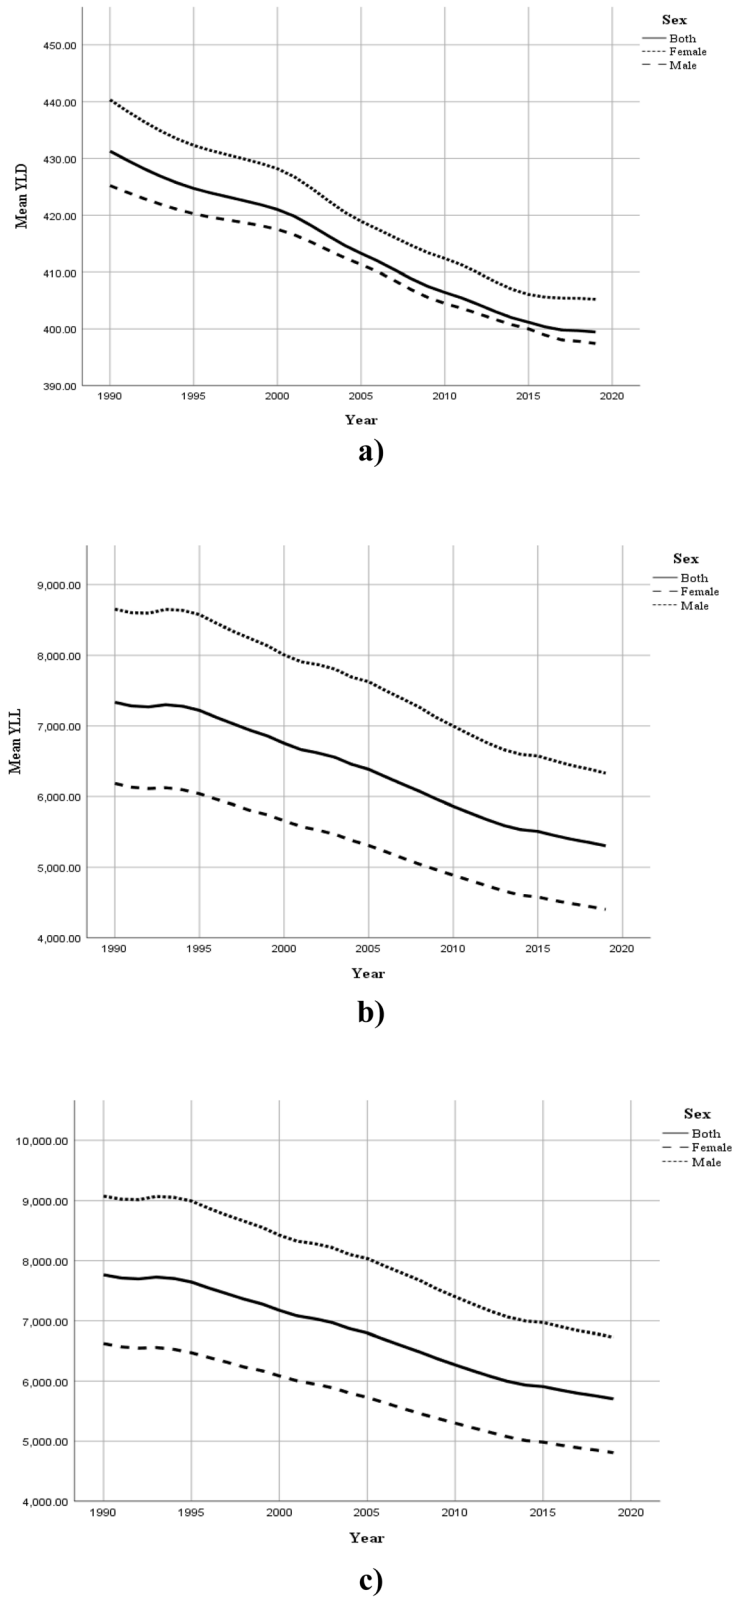 Sex
Both
Female
Male
450.00
440.00
430.00
420.00
410.00
400.00
390.00
Mean YLD
1990 1995 2000 2005 2010 2015 2020
Year
a)
Sex
Both
Female
Male
9,000.00
8,000.00
7,000.00
6,000.00
5,000.00
4,000.00
Mean YLL
1990 1995 2000 2005 2010 2015 2020
Year
b)
Sex
Both
Female
Male
10,000.00
9,000.00
8,000.00
7,000.00
6,000.00
5,000.00
4,000.00
1990 1995 2000 2005 2010 2015 2020
Year
c)